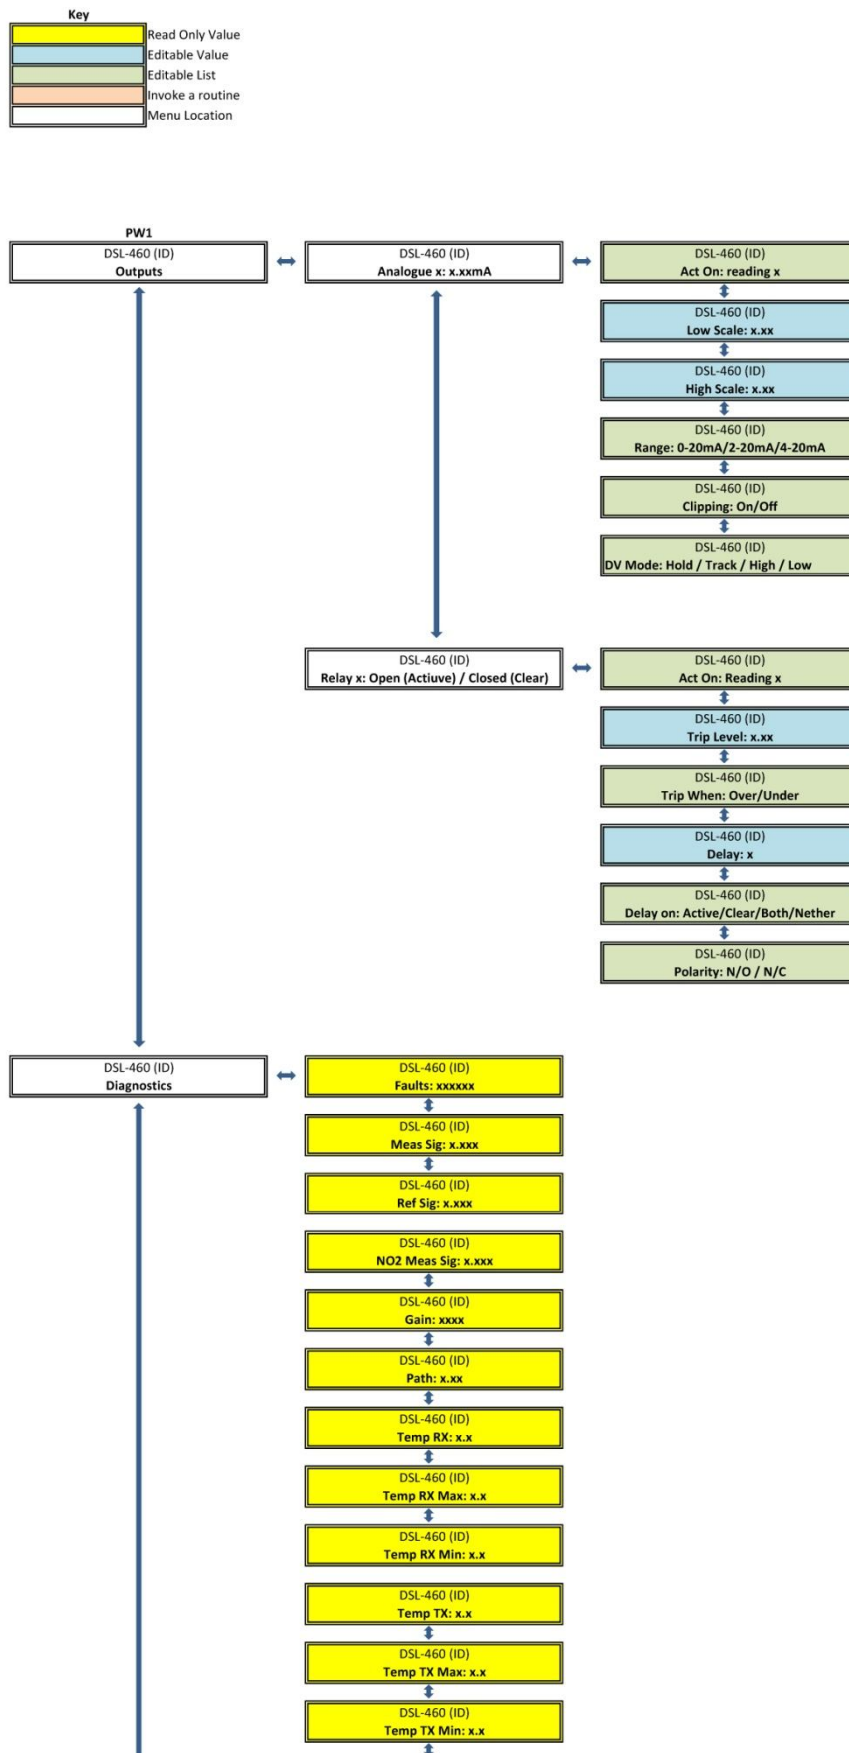 Key
Read Only Value
Editable Value
Editable List
Invoke a routine
Menu Location
PW1
DSL-460 (ID)
Outputs
DSL-460 (ID)
Analogue x: x.xxmA
DSL-460 (ID)
Act On: reading x
DSL-460 (ID)
Low Scale: x.xx
DSL-460 (ID)
High Scale: x.xx
DSL-460 (ID)
Range: 0-20mA/2-20mA/4-20mA
DSL-460 (ID)
Clipping: On/Off
DSL-460 (ID)
DV Mode: Hold / Track / High / Low
DSL-460 (ID)
Relay x: Open (Actiuve) / Closed (Clear)
DSL-460 (ID)
Act On: Reading x
DSL-460 (ID)
Trip Level: x.xx
DSL-460 (ID)
Trip When: Over/Under
DSL-460 (ID)
Delay: x
DSL-460 (ID)
Delay on: Active/Clear/Both/Nether
DSL-460 (ID)
Polarity: N/O / N/C
DSL-460 (ID)
Diagnostics
DSL-460 (ID)
Faults: xxxxxx
DSL-460 (ID)
Meas Sig: x.xxx
DSL-460 (ID)
Ref Sig: x.xxx
DSL-460 (ID)
NO2 Meas Sig: x.xxx
DSL-460 (ID)
Gain: xxxx
DSL-460 (ID)
Path: x.xx
DSL-460 (ID)
Temp RX: x.x
DSL-460 (ID)
Temp RX Max: x.x
DSL-460 (ID)
Temp RX Min: x.x
DSL-460 (ID)
Temp TX: x.x
DSL-460 (ID)
Temp TX Max: x.x
DSL-460 (ID)
Temp TX Min: x.x